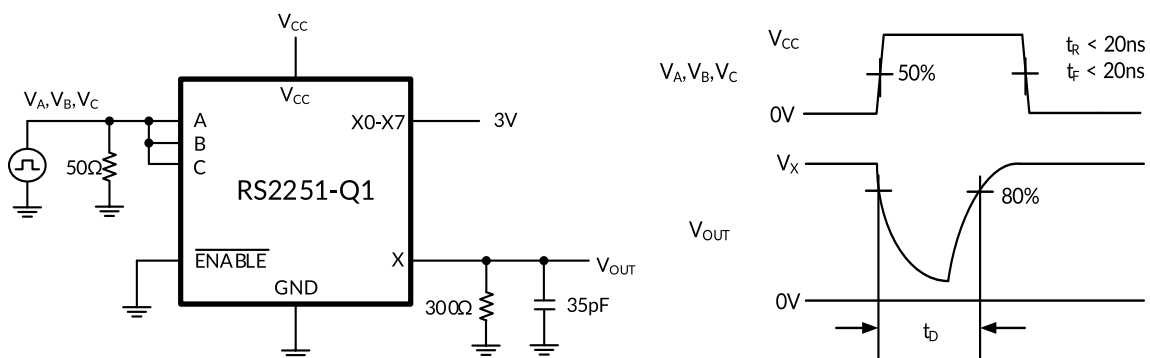 V_CC
V_CC
V_A,V_B,V_C
A
B
C
X0-X7
3V
50Ω
RS2251-Q1
ENABLE
X
V_OUT
GND
300Ω
35pF
V_CC
V_A,V_B,V_C
50%
t_R < 20ns
t_F < 20ns
0V
V_X
80%
V_OUT
0V
t_D